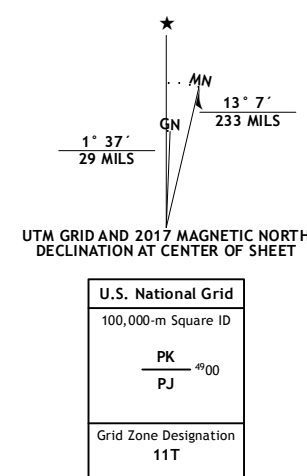 ★
MN
GN
13° 7´
233 MILS
1° 37´
29 MILS
UTM GRID AND 2017 MAGNETIC NORTH
DECLINATION AT CENTER OF SHEET
U.S. National Grid
100,000-m Square ID
PK
4900
PJ
Grid Zone Designation
11T